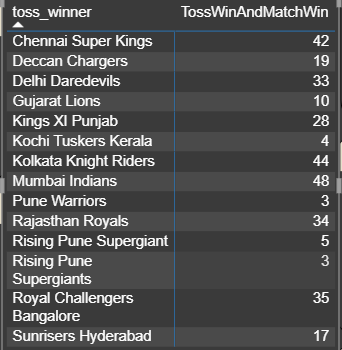 toss_winner TossWinAndMatchWin
Chennai Super Kings 42
Deccan Chargers 19
Delhi Daredevils 33
Gujarat Lions 10
Kings XI Punjab 28
Kochi Tuskers Kerala 4
Kolkata Knight Riders 44
Mumbai Indians 48
Pune Warriors 3
Rajasthan Royals 34
Rising Pune Supergiant 5
Rising Pune 3
Supergiants
Royal Challengers 35
Bangalore
Sunrisers Hyderabad 17